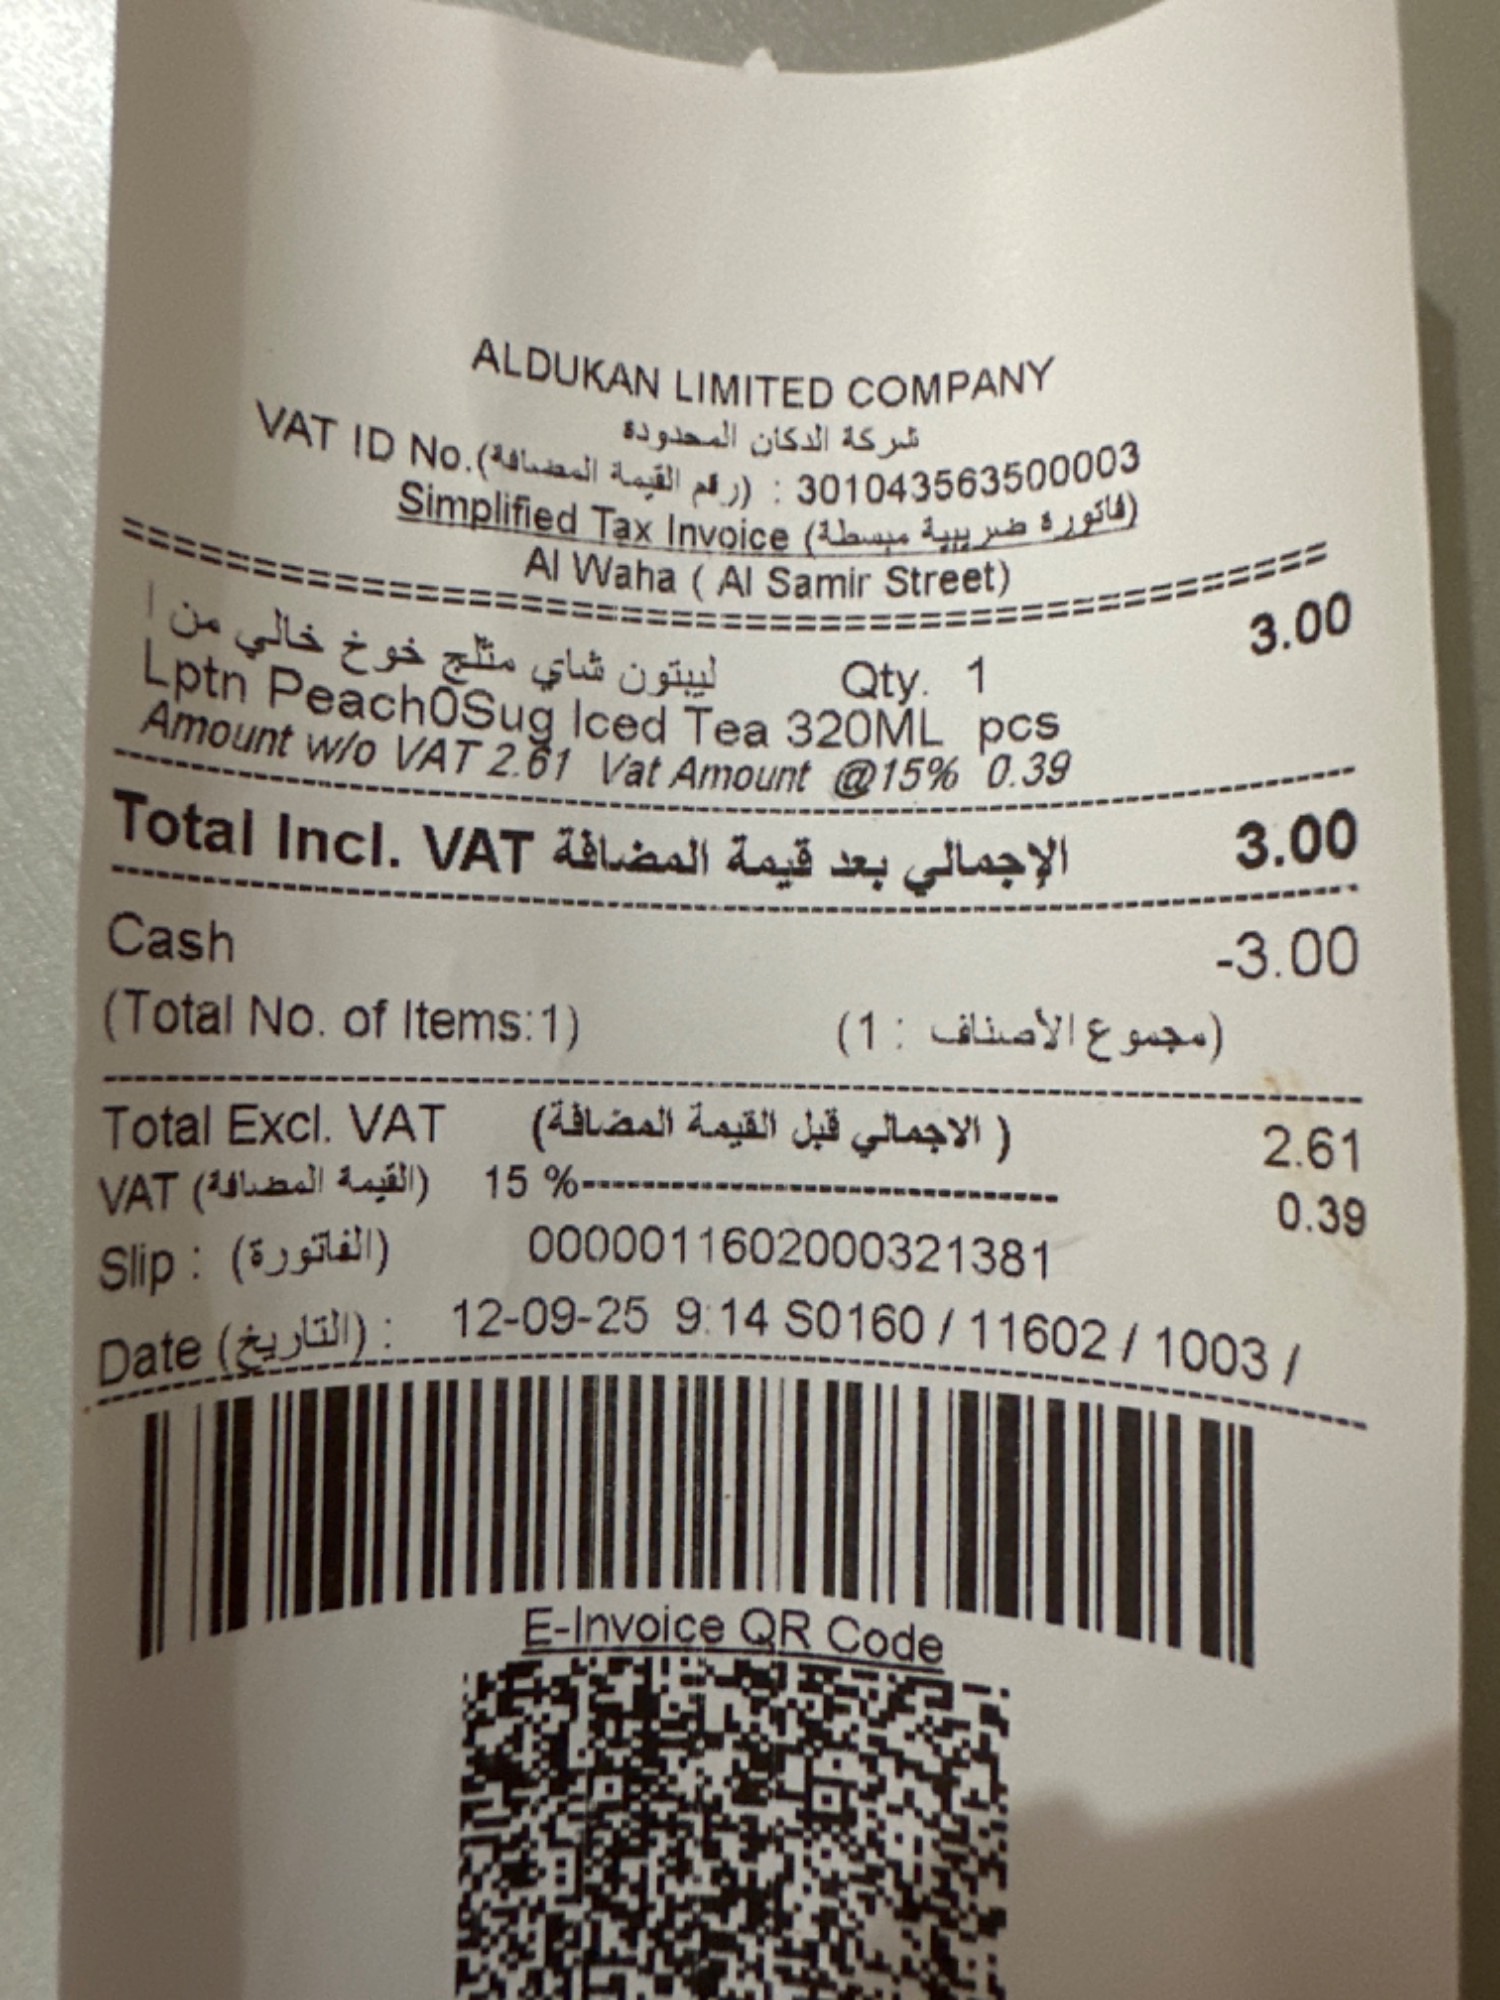 ALDUKAN LIMITED COMPANY
شركة الدكان المحدودة
VAT ID No.(رقم القيمة المضافة) : 301043563500003
Simplified Tax Invoice (فاتورة ضريبية مبسطة)
Al Waha ( Al Samir Street)
ليبتون شاي مثلج خوخ خالي من ا Qty. 1 3.00
Lptn Peach0Sug Iced Tea 320ML pcs
Amount w/o VAT 2.61 Vat Amount @15% 0.39
Total Incl. VAT الإجمالي بعد قيمة المضافة 3.00
Cash -3.00
(Total No. of Items:1) (مجموع الأصناف : 1)
Total Excl. VAT (الاجمالي قبل القيمة المضافة ) 2.61
VAT (القيمة المضافة) 15 %------------------------------ 0.39
Slip : (الفاتورة) 0000011602000321381
Date (التاريخ) : 12-09-25 9:14 S0160 / 11602 / 1003 /
E-Invoice QR Code